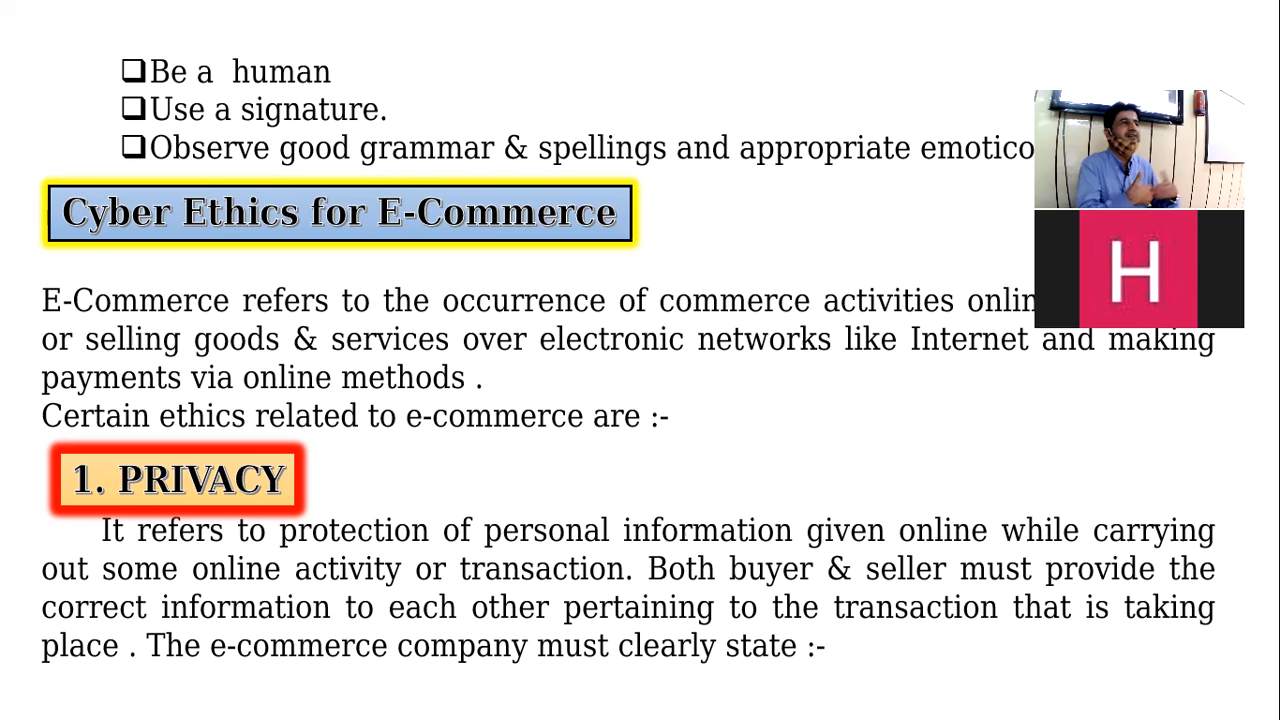 ❑Be a human
❑Use a signature.
❑Observe good grammar & spellings and appropriate
Cyber Ethics for E-Commerce
H
E-Commerce refers to the occurrence of commerce activities
or selling goods & services over electronic networks like Internet and making
payments via online methods .
Certain ethics related to e-commerce are :-
1. PRIVACY
It refers to protection of personal information given online while carrying
out some online activity or transaction. Both buyer & seller must provide the
correct information to each other pertaining to the transaction that is taking
place . The e-commerce company must clearly state :-